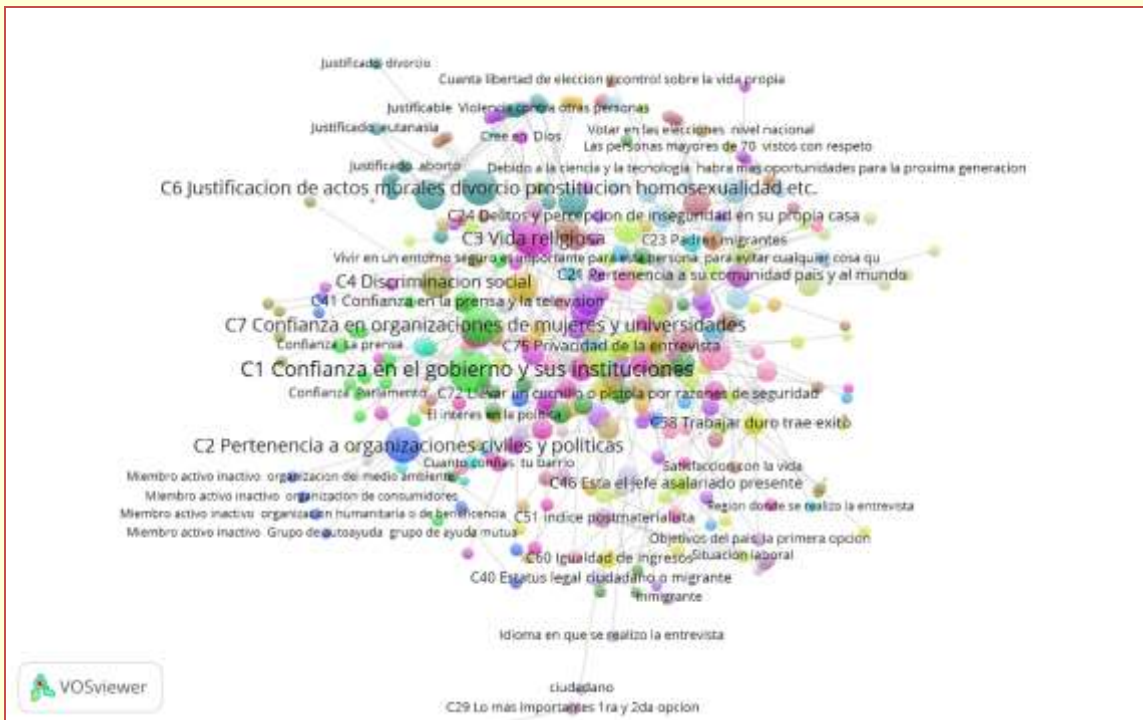 Justificado divorcio
Cuanta libertad de eleccion y control sobre la vida propia
Justificable Violencia contra otras personas
Justificado eutanasia
Votar en las elecciones nivel nacional
Cree en Dios
Las personas mayores de 70 vistos con respeto
Justificado aborto
Debido a la ciencia y la tecnologia habra mas oportunidades para la proxima generacion
C6 Justificacion de actos morales divorcio prostitucion homosexualidad etc.
C24 Delitos y percepcion de inseguridad en su propia casa
C3 Vida religiosa
C23 Padres migrantes
Vivir en un entorno seguro es importante para esta persona para evitar cualquier cosa qu
C21 Pertenencia a su comunidad pais y al mundo
C4 Discriminacion social
C41 Confianza en la prensa y la television
C7 Confianza en organizaciones de mujeres y universidades
Confianza La prensa
C75 Privacidad de la entrevista
C1 Confianza en el gobierno y sus instituciones
Confianza Parlamento
C72 Llevar un cuchillo o pistola por razones de seguridad
El interes en la politica
C38 Trabajar duro trae exito
C2 Pertenencia a organizaciones civiles y politicas
Cuanto confias tu barrio
Satisfaccion con la vida
Miembro activo inactivo organizacion del medio ambiente
C46 Esta el jefe asalariado presente
Miembro activo inactivo organizacion de consumidores
Region donde se realizo la entrevista
Miembro activo inactivo organizacion humanitaria o de beneficencia
C51 indice postmaterialista
Miembro activo inactivo Grupo de autoayuda grupo de ayuda mutua
Objetivos del pais la primera opcion
C60 Igualdad de ingresos
Situacion laboral
C40 Estatus legal ciudadano o migrante
Inmigrante
Idioma en que se realizo la entrevista
ciudadano
C29 Lo mas importantes 1ra y 2da opcion
VOSviewer